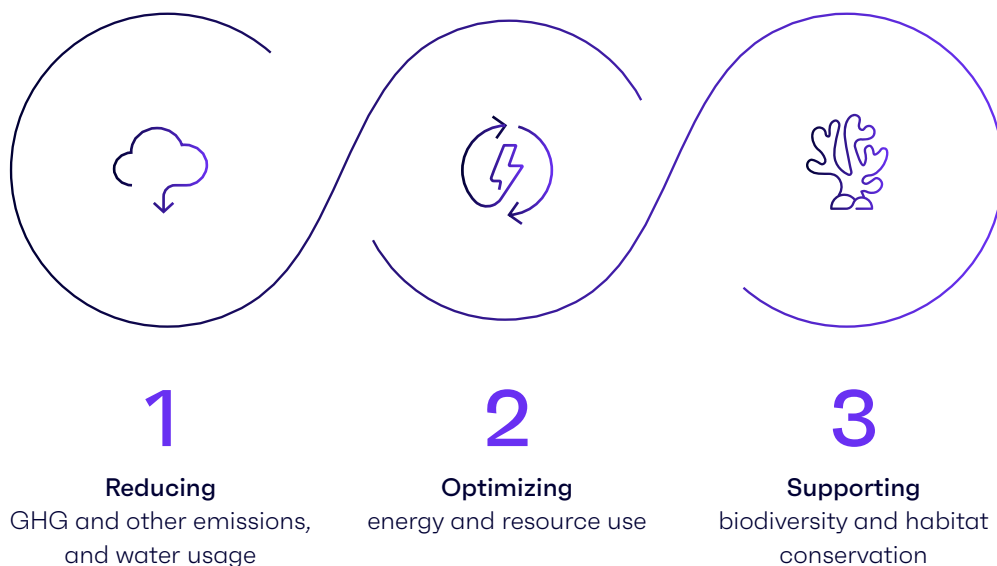 1
Reducing
GHG and other emissions,
and water usage
2
Optimizing
energy and resource use
3
Supporting
biodiversity and habitat
conservation